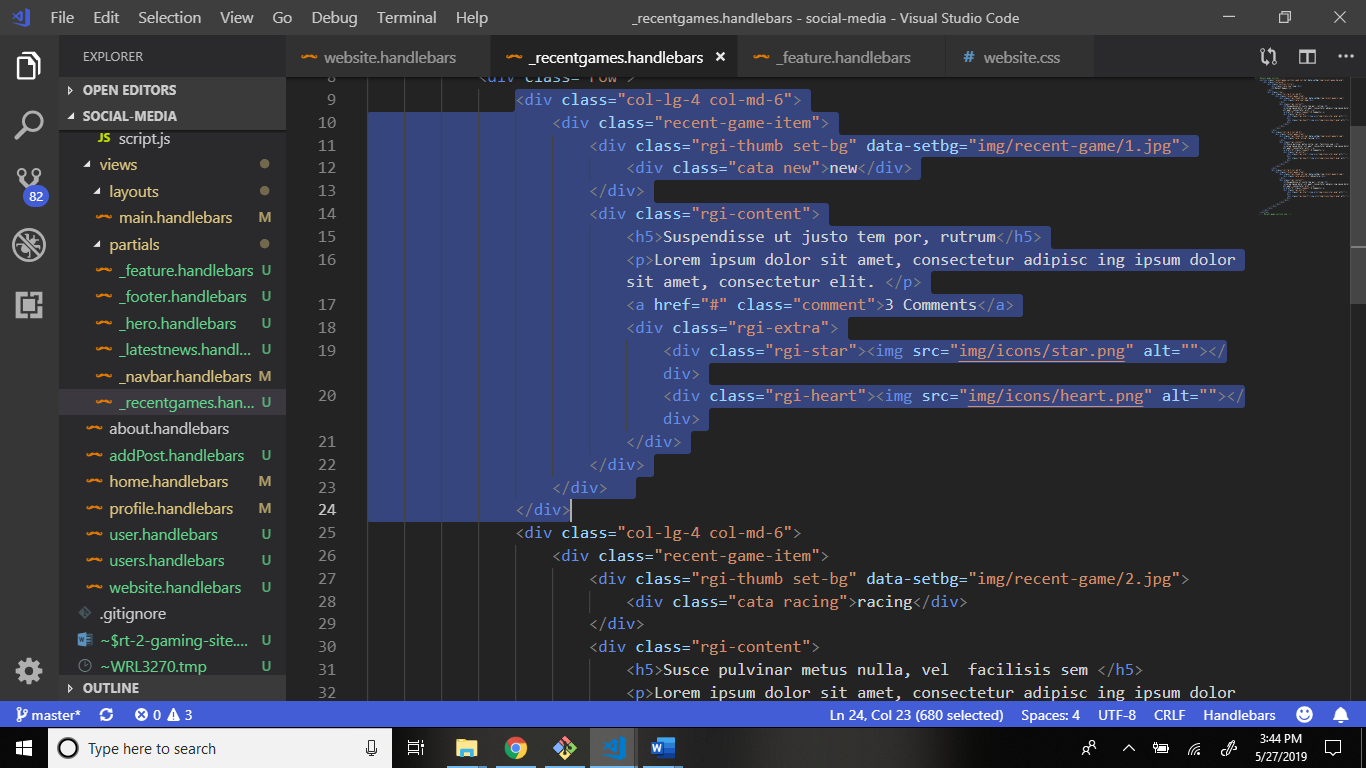 File Edit Selection View Go Debug Terminal Help
_recentgames.handlebars - social-media - Visual Studio Code
EXPLORER
website.handlebars
_recentgames.handlebars
_feature.handlebars
# website.css
OPEN EDITORS
SOCIAL-MEDIA
JS script.js
views
layouts
main.handlebars M
partials
_feature.handlebars U
_footer.handlebars U
_hero.handlebars U
_latestnews.handl... U
_navbar.handlebars M
_recentgames.han... U
about.handlebars
addPost.handlebars U
home.handlebars M
profile.handlebars M
user.handlebars U
users.handlebars U
website.handlebars U
.gitignore
~$rt-2-gaming-site.... U
~WRL3270.tmp U
OUTLINE
82
8 <div class="row">
9 <div class="col-lg-4 col-md-6">
10 <div class="recent-game-item">
11 <div class="rgi-thumb set-bg" data-setbg="img/recent-game/1.jpg">
12 <div class="cata new">new</div>
13 </div>
14 <div class="rgi-content">
15 <h5>Suspendisse ut justo tem por, rutrum</h5>
16 <p>Lorem ipsum dolor sit amet, consectetur adipisc ing ipsum dolor
sit amet, consectetur elit. </p>
17 <a href="#" class="comment">3 Comments</a>
18 <div class="rgi-extra">
19 <div class="rgi-star"><img src="img/icons/star.png" alt=""></
div>
20 <div class="rgi-heart"><img src="img/icons/heart.png" alt=""></
div>
21 </div>
22 </div>
23 </div>
24 </div>
25 <div class="col-lg-4 col-md-6">
26 <div class="recent-game-item">
27 <div class="rgi-thumb set-bg" data-setbg="img/recent-game/2.jpg">
28 <div class="cata racing">racing</div>
29 </div>
30 <div class="rgi-content">
31 <h5>Susce pulvinar metus nulla, vel  facilisis sem </h5>
32 <p>Lorem ipsum dolor sit amet, consectetur adipisc ing ipsum dolor
master* 0 3 Ln 24, Col 23 (680 selected) Spaces: 4 UTF-8 CRLF Handlebars
Type here to search
3:44 PM
5/27/2019